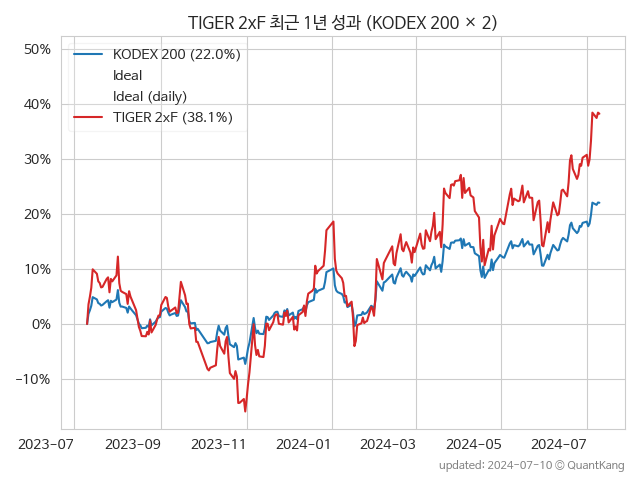 TIGER 2xF 최근 1년 성과 (KODEX 200 × 2)
50%
40%
30%
20%
10%
0%
−10%
KODEX 200 (22.0%)
Ideal
Ideal (daily)
TIGER 2xF (38.1%)
2023-07
2023-09
2023-11
2024-01
2024-03
2024-05
2024-07
updated: 2024-07-10 © QuantKang